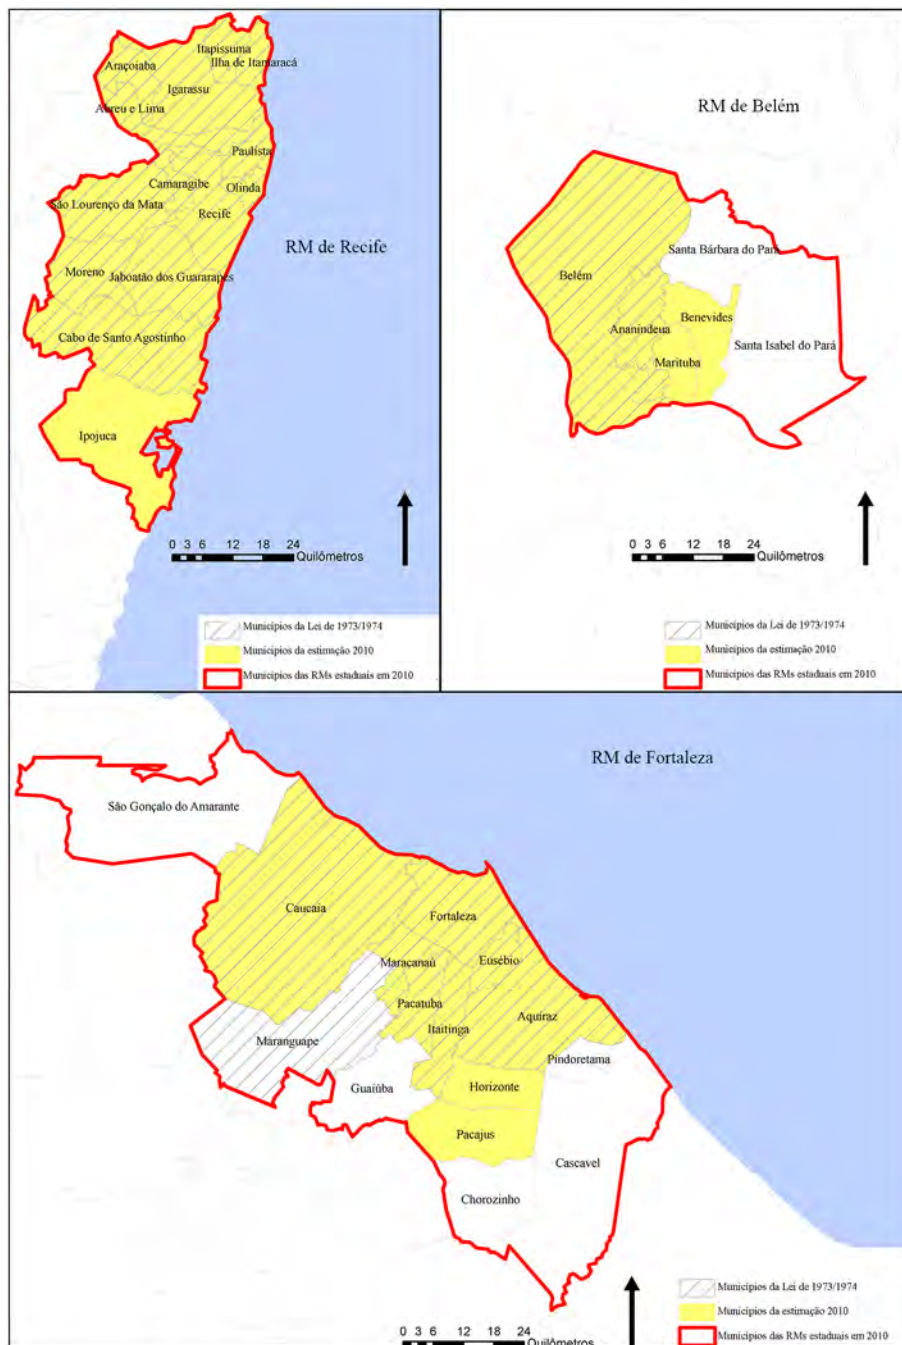 Itapissuma
Ilha de Itamaracá
Araçoiaba
Igarassu
Abreu e Lima
Paulista
Camaragibe
Olinda
São Lourenço da Mata
Recife
RM de Recife
Moreno
Jaboatão dos Guararapes
Cabo de Santo Agostinho
Ipojuca
0 3 6 12 18 24
Quilômetros
Municípios da Lei de 1973/1974
Municípios da estimação 2010
Municípios das RMs estaduais em 2010
RM de Belém
Santa Bárbara do Pará
Belém
Benevides
Ananindeua
Santa Isabel do Pará
Marituba
0 3 6 12 18 24
Quilômetros
Municípios da Lei de 1973/1974
Municípios da estimação 2010
Municípios das RMs estaduais em 2010
RM de Fortaleza
São Gonçalo do Amarante
Caucaia
Fortaleza
Eusébio
Maracanaú
Pacatuba
Aquiraz
Itaitinga
Maranguape
Pindoretama
Guaiúba
Horizonte
Pacajus
Cascavel
Chorozinho
Municípios da Lei de 1973/1974
Municípios da estimação 2010
Municípios das RMs estaduais em 2010
0 3 6 12 18 24
Quilômetros